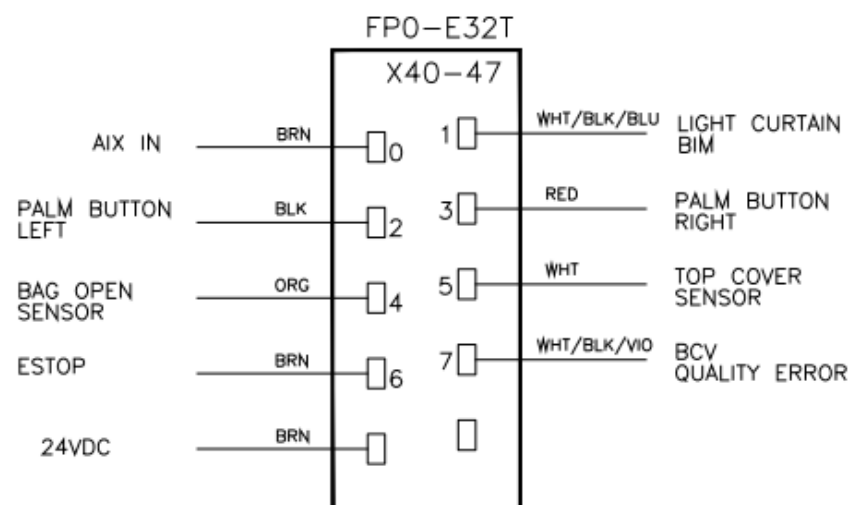 FP0-E32T
X40-47
AIX IN
BRN
0
1
WHT/BLK/BLU
LIGHT CURTAIN
BIM
PALM BUTTON
LEFT
BLK
2
3
RED
PALM BUTTON
RIGHT
BAG OPEN
SENSOR
ORG
4
5
WHT
TOP COVER
SENSOR
ESTOP
BRN
6
7
WHT/BLK/VIO
BCV
QUALITY ERROR
24VDC
BRN